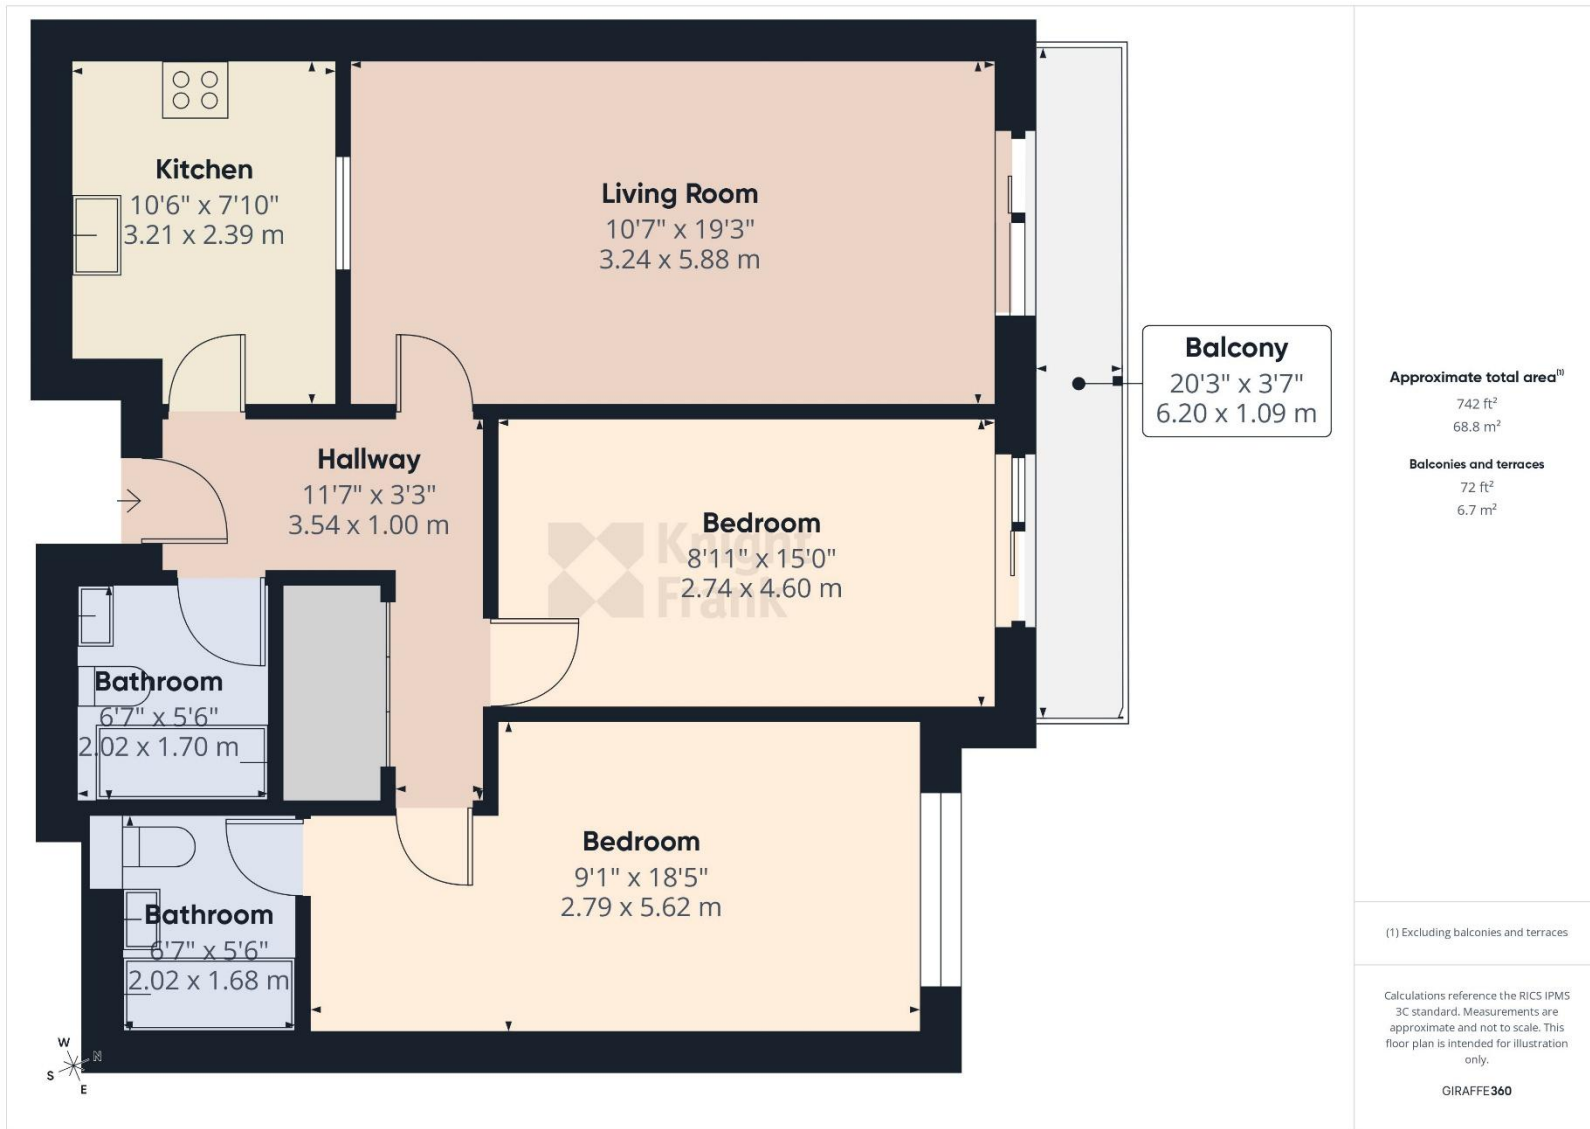 Kitchen
10'6" x 7'10"
3.21 x 2.39 m
Living Room
10'7" x 19'3"
3.24 x 5.88 m
Balcony
20'3" x 3'7"
6.20 x 1.09 m
Hallway
11'7" x 3'3"
3.54 x 1.00 m
Bedroom
8'11" x 15'0"
2.74 x 4.60 m
Knight
Frank
Bathroom
6'7" x 5'6"
2.02 x 1.70 m
Bedroom
9'1" x 18'5"
2.79 x 5.62 m
Bathroom
6'7" x 5'6"
2.02 x 1.68 m
W
N
S
E
Approximate total area⁽¹⁾
742 ft²
68.8 m²
Balconies and terraces
72 ft²
6.7 m²
(1) Excluding balconies and terraces
Calculations reference the RICS IPMS
3C standard. Measurements are
approximate and not to scale. This
floor plan is intended for illustration
only.
GIRAFFE360